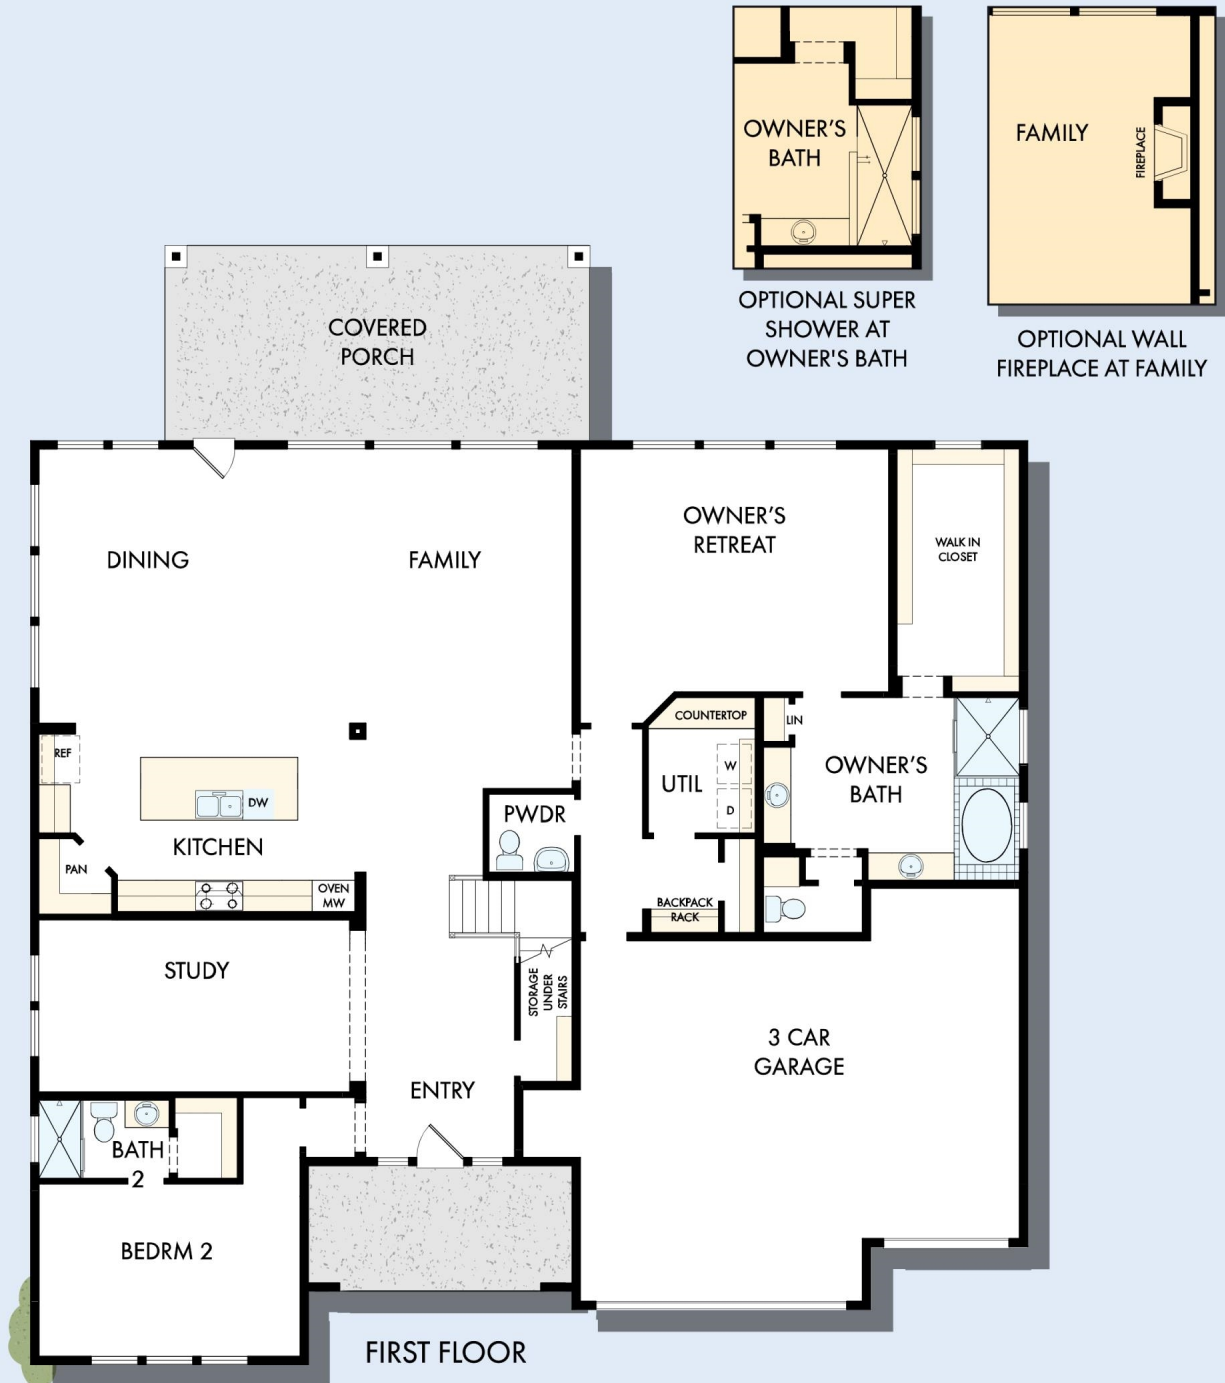 OWNER'S
BATH
OPTIONAL SUPER
SHOWER AT
OWNER'S BATH
FAMILY
FIREPLACE
OPTIONAL WALL
FIREPLACE AT FAMILY
COVERED
PORCH
DINING
FAMILY
OWNER'S
RETREAT
WALK IN
CLOSET
REF
DW
KITCHEN
PAN
OVEN
MW
PWDR
COUNTERTOP
LIN
UTIL
W
D
OWNER'S
BATH
BACKPACK
RACK
STUDY
STORAGE
UNDER
STAIRS
3 CAR
GARAGE
ENTRY
BATH
2
BEDRM 2
FIRST FLOOR